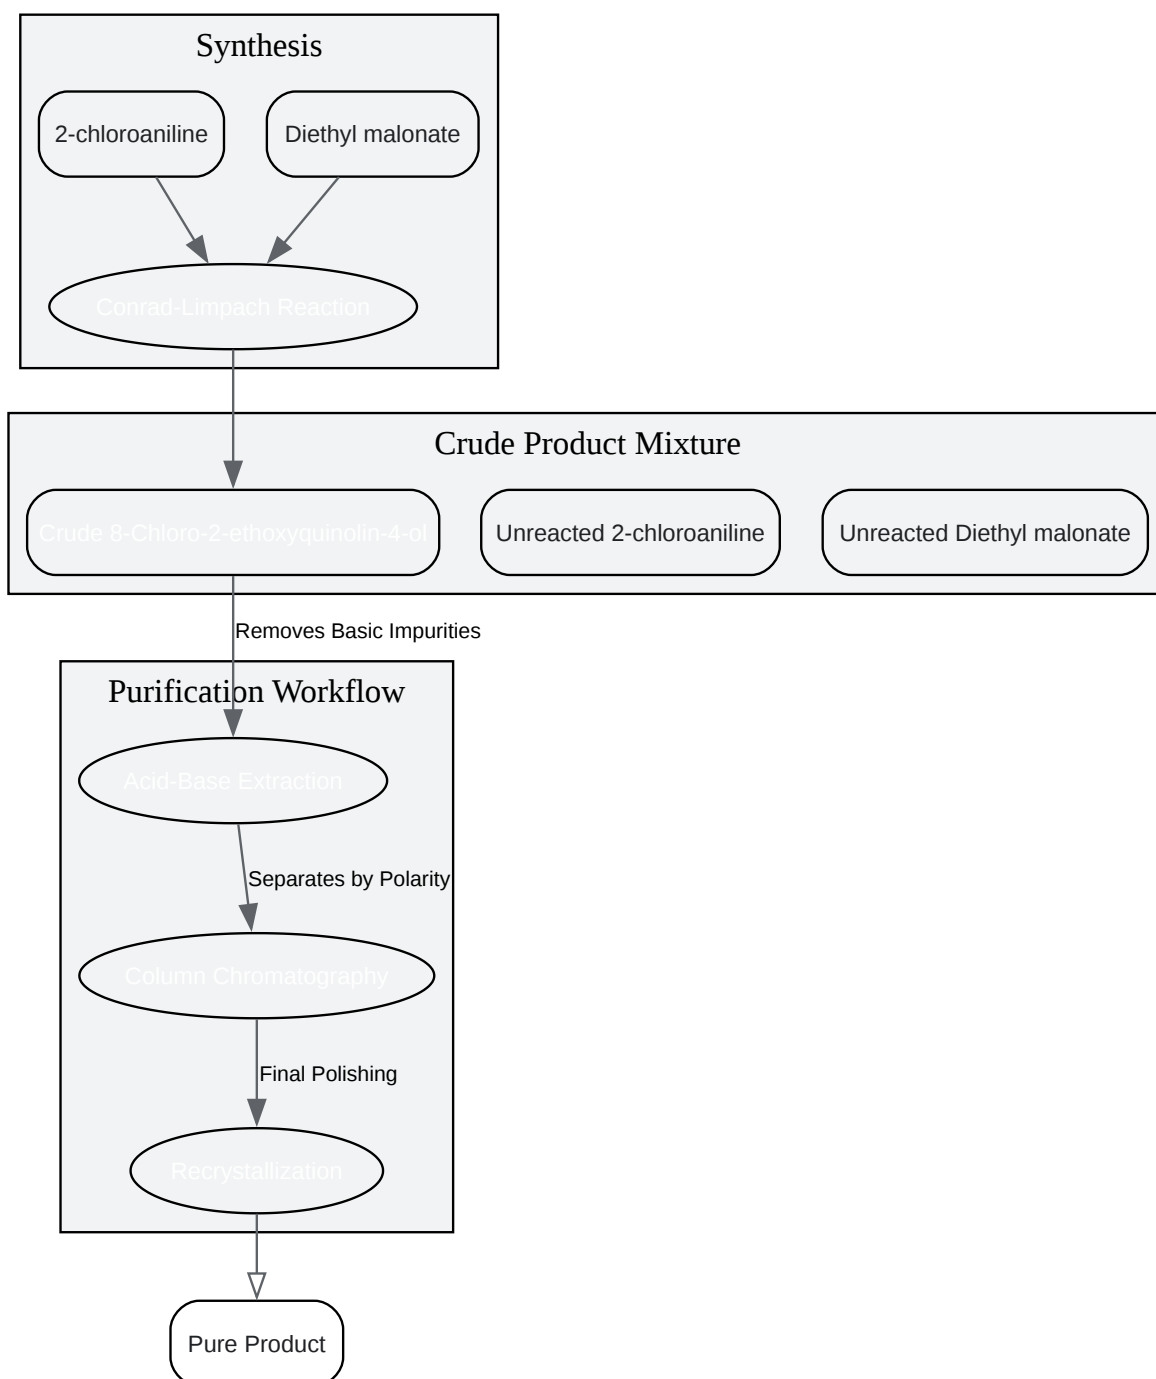 Synthesis
2-chloroaniline
Diethyl malonate
Conrad-Limpach Reaction
Crude Product Mixture
Crude 8-Chloro-2-ethoxyquinolin-4-ol
Unreacted 2-chloroaniline
Unreacted Diethyl malonate
Removes Basic Impurities
Purification Workflow
Acid-Base Extraction
Separates by Polarity
Column Chromatography
Final Polishing
Recrystallization
Pure Product